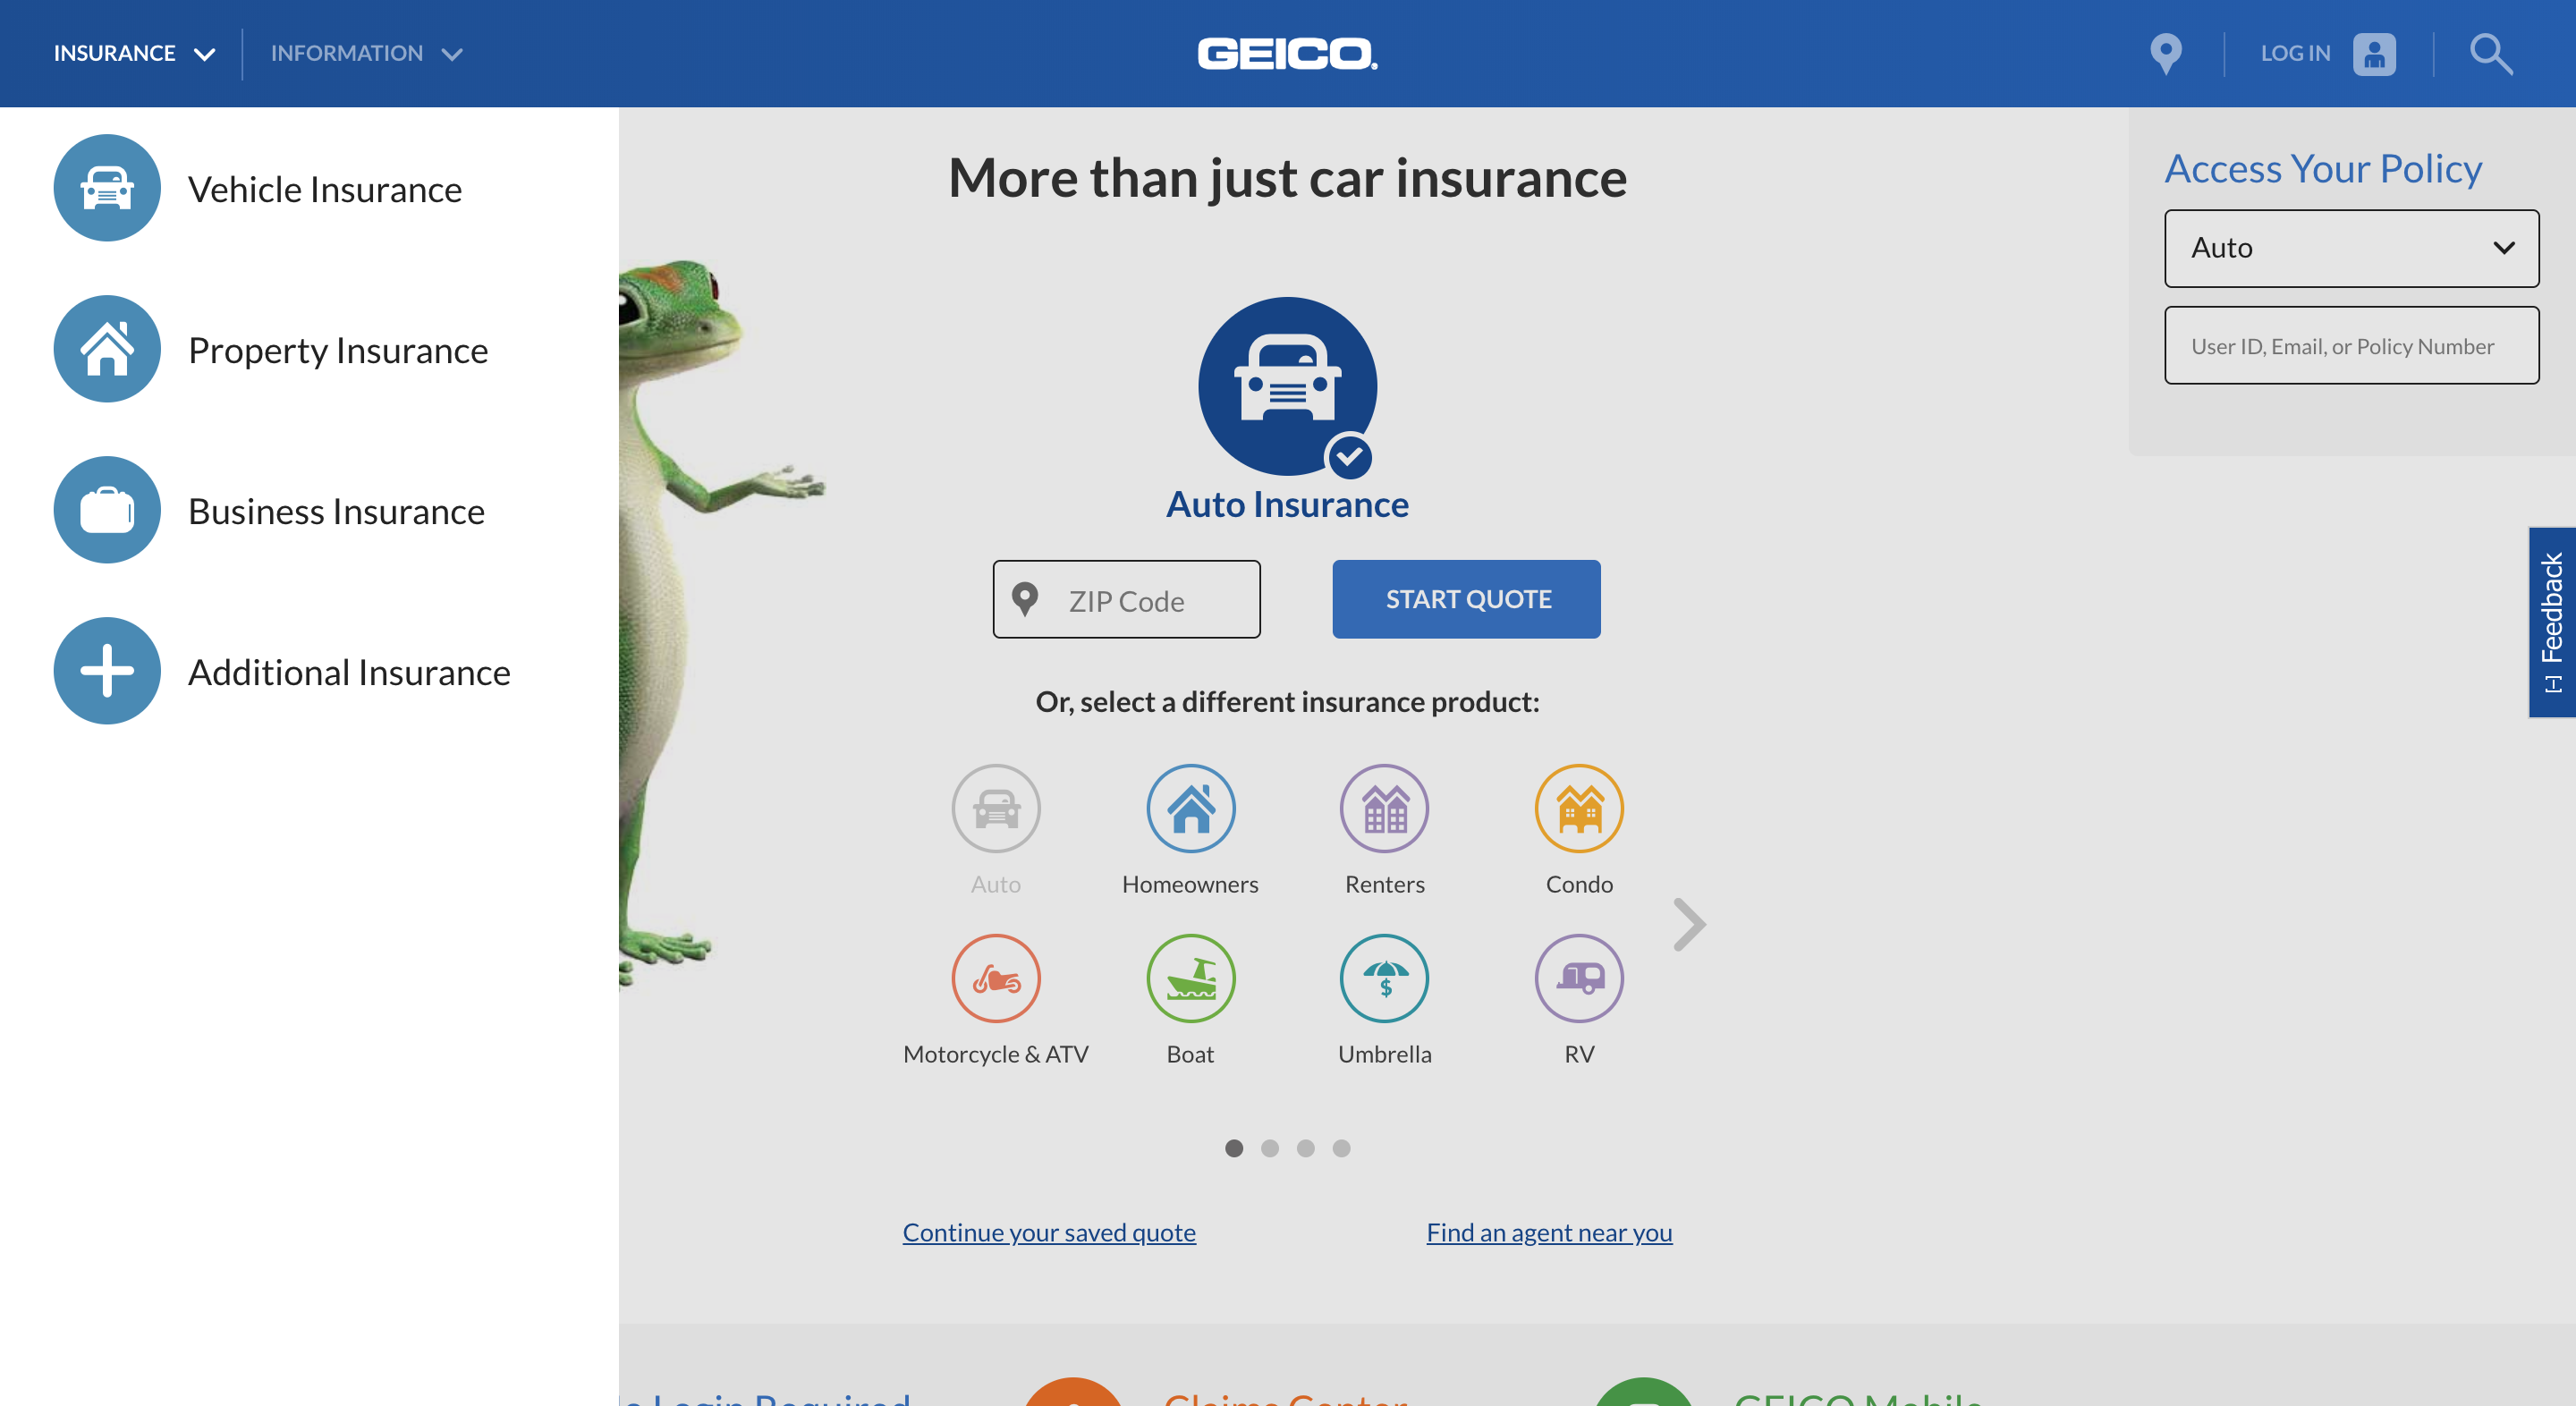 INSURANCE
INFORMATION
GEICO.
LOG IN
Vehicle Insurance
Property Insurance
Business Insurance
Additional Insurance
More than just car insurance
Auto Insurance
ZIP Code
START QUOTE
Or, select a different insurance product:
Auto
Homeowners
Renters
Condo
Motorcycle & ATV
Boat
Umbrella
$
RV
Continue your saved quote
Find an agent near you
Access Your Policy
Auto
User ID, Email, or Policy Number
[-] Feedback
Login Required
Claims Center
GEICO Mobile